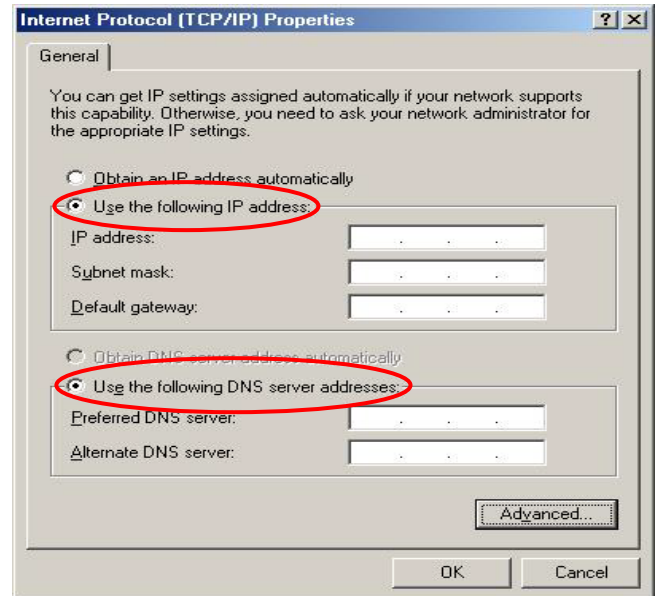 Internet Protocol (TCP/IP) Properties
General
You can get IP settings assigned automatically if your network supports
this capability. Otherwise, you need to ask your network administrator for
the appropriate IP settings.
Obtain an IP address automatically
Use the following IP address:
IP address:
Subnet mask:
Default gateway:
Obtain DNS server address automatically
Use the following DNS server addresses:
Preferred DNS server:
Alternate DNS server:
Advanced...
OK Cancel